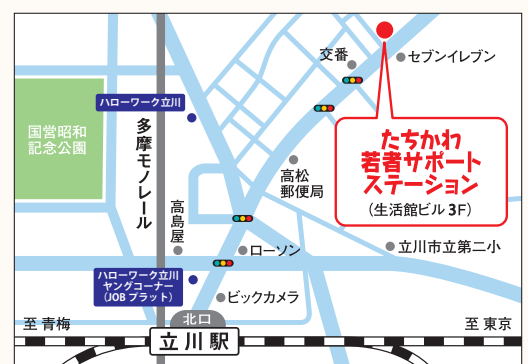 交番
セブンイレブン
ハローワーク立川
国営昭和
記念公園
多摩モノレール
たちかわ
若者サポート
ステーション
(生活館ビル3F)
高松
郵便局
高島屋
ローソン
立川市立第二小
ハローワーク立川
ヤングコーナー
(JOBプラット)
ビックカメラ
至 青梅
北口
至 東京
立川駅